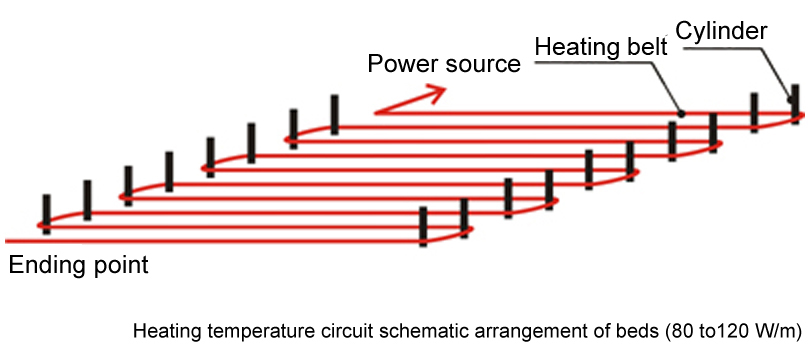 Cylinder
Heating belt
Power source
Ending point
Heating temperature circuit schematic arrangement of beds (80 to120 W/m)